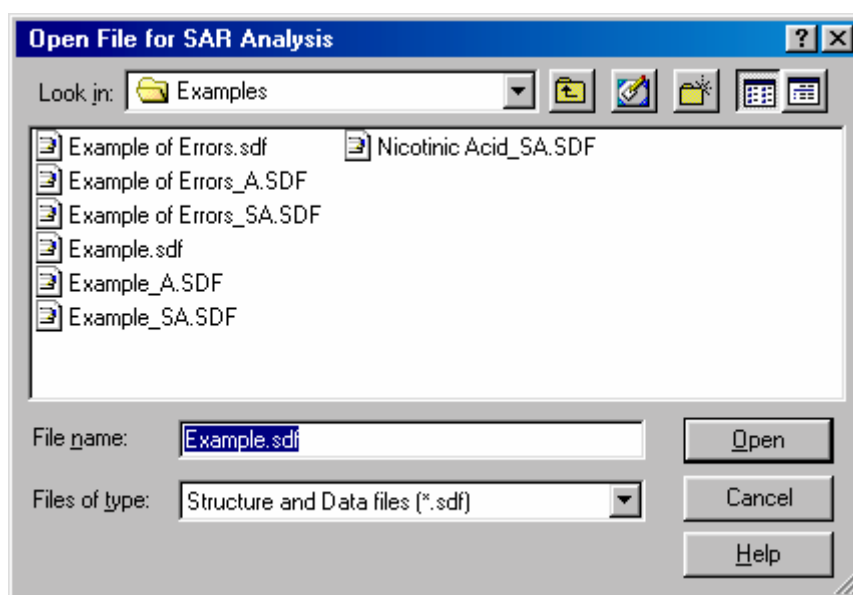 Open File for SAR Analysis
Look in: Examples
Example of Errors.sdf
Example of Errors_A.SDF
Example of Errors_SA.SDF
Example.sdf
Example_A.SDF
Example_SA.SDF
Nicotinic Acid_SA.SDF
File name: Example.sdf Open
Files of type: Structure and Data files (*.sdf) Cancel
Help